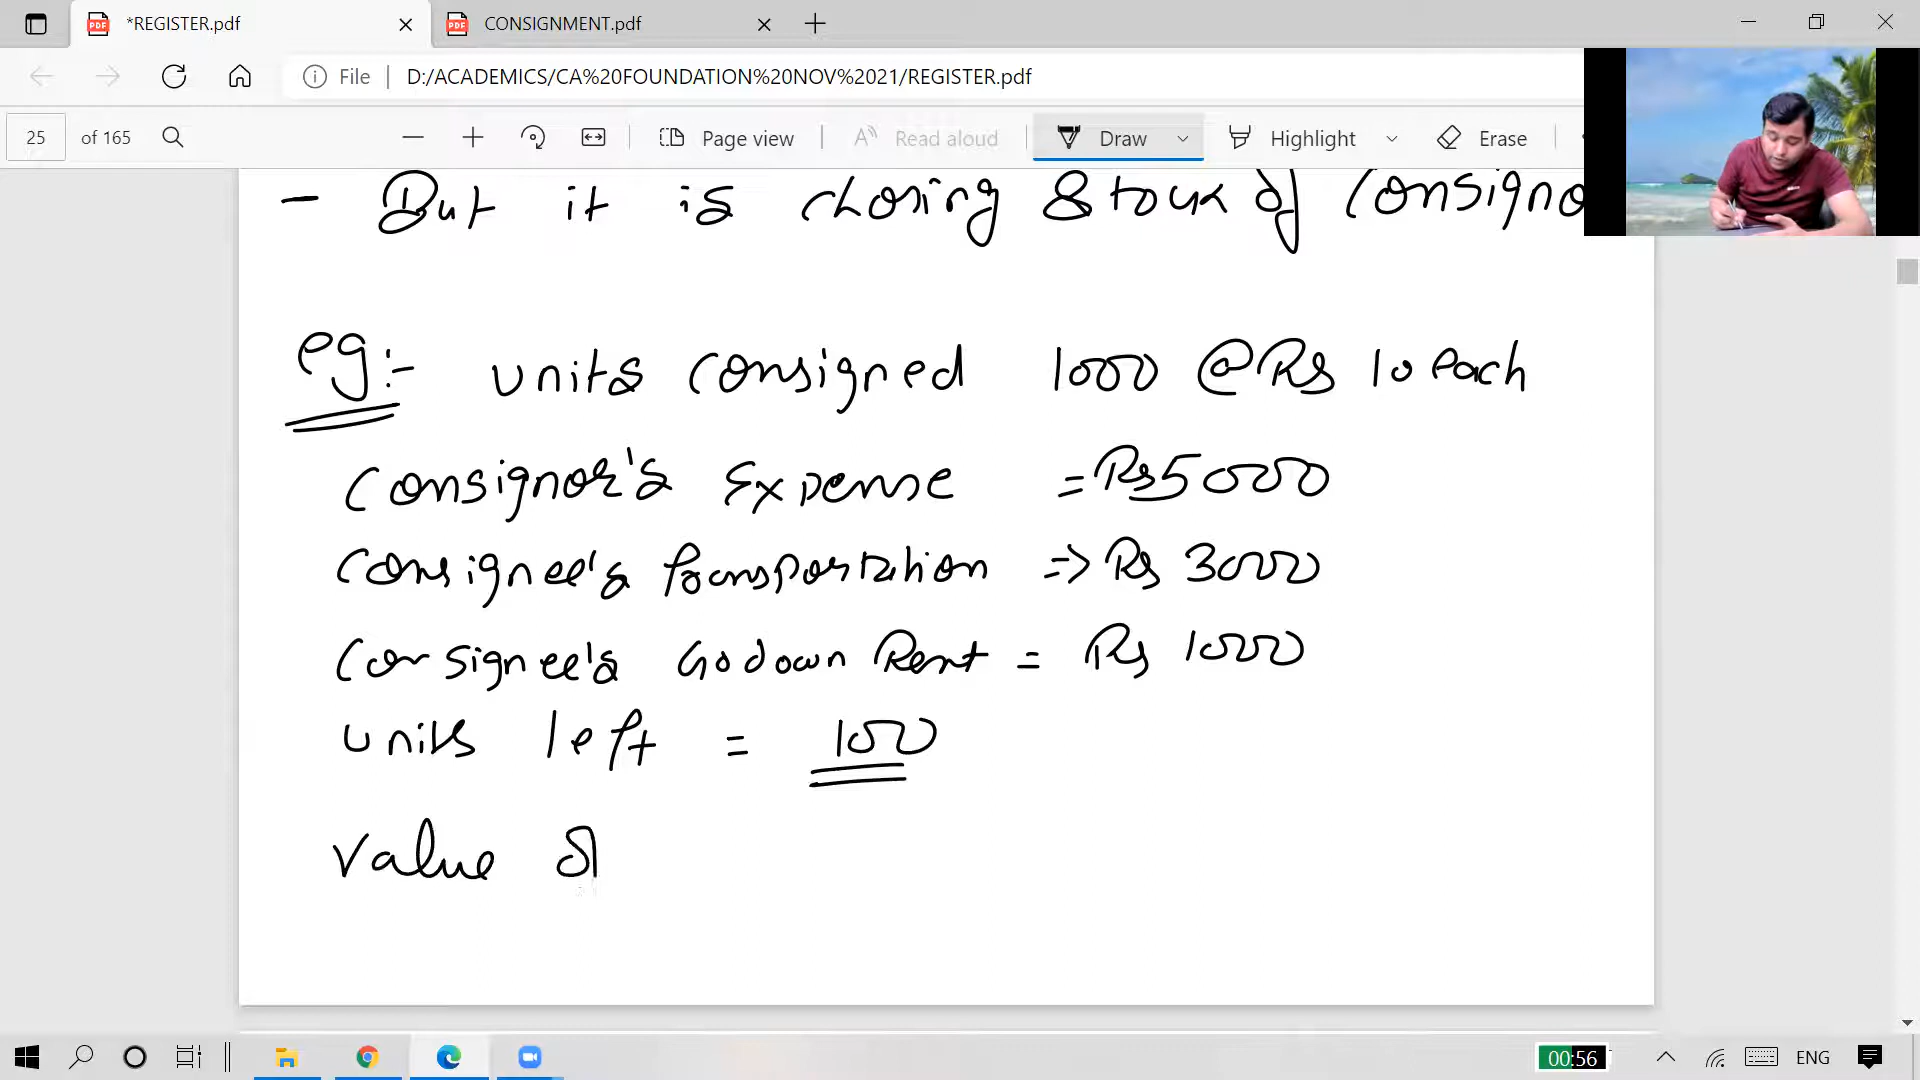 *REGISTER.pdf
CONSIGNMENT.pdf
File D:/ACADEMICS/CA%20FOUNDATION%20NOV%2021/REGISTER.pdf
25 of 165 Page view Read aloud Draw Highlight Erase
- But it is closing Stock of Consigno
eg:- units consigned 1000 @ Rs 10 each
Consignor's Expense = Rs 5000
Consignee's Transportation => Rs 3000
Consignee's Godown Rent = Rs 1000
units left = 100
Value of
00:56 ENG